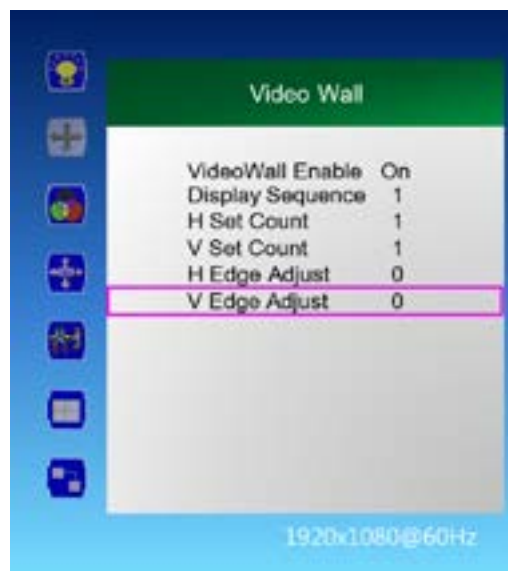 Video Wall
VideoWall Enable On
Display Sequence 1
H Set Count 1
V Set Count 1
H Edge Adjust 0
V Edge Adjust 0
1920x1080@60Hz